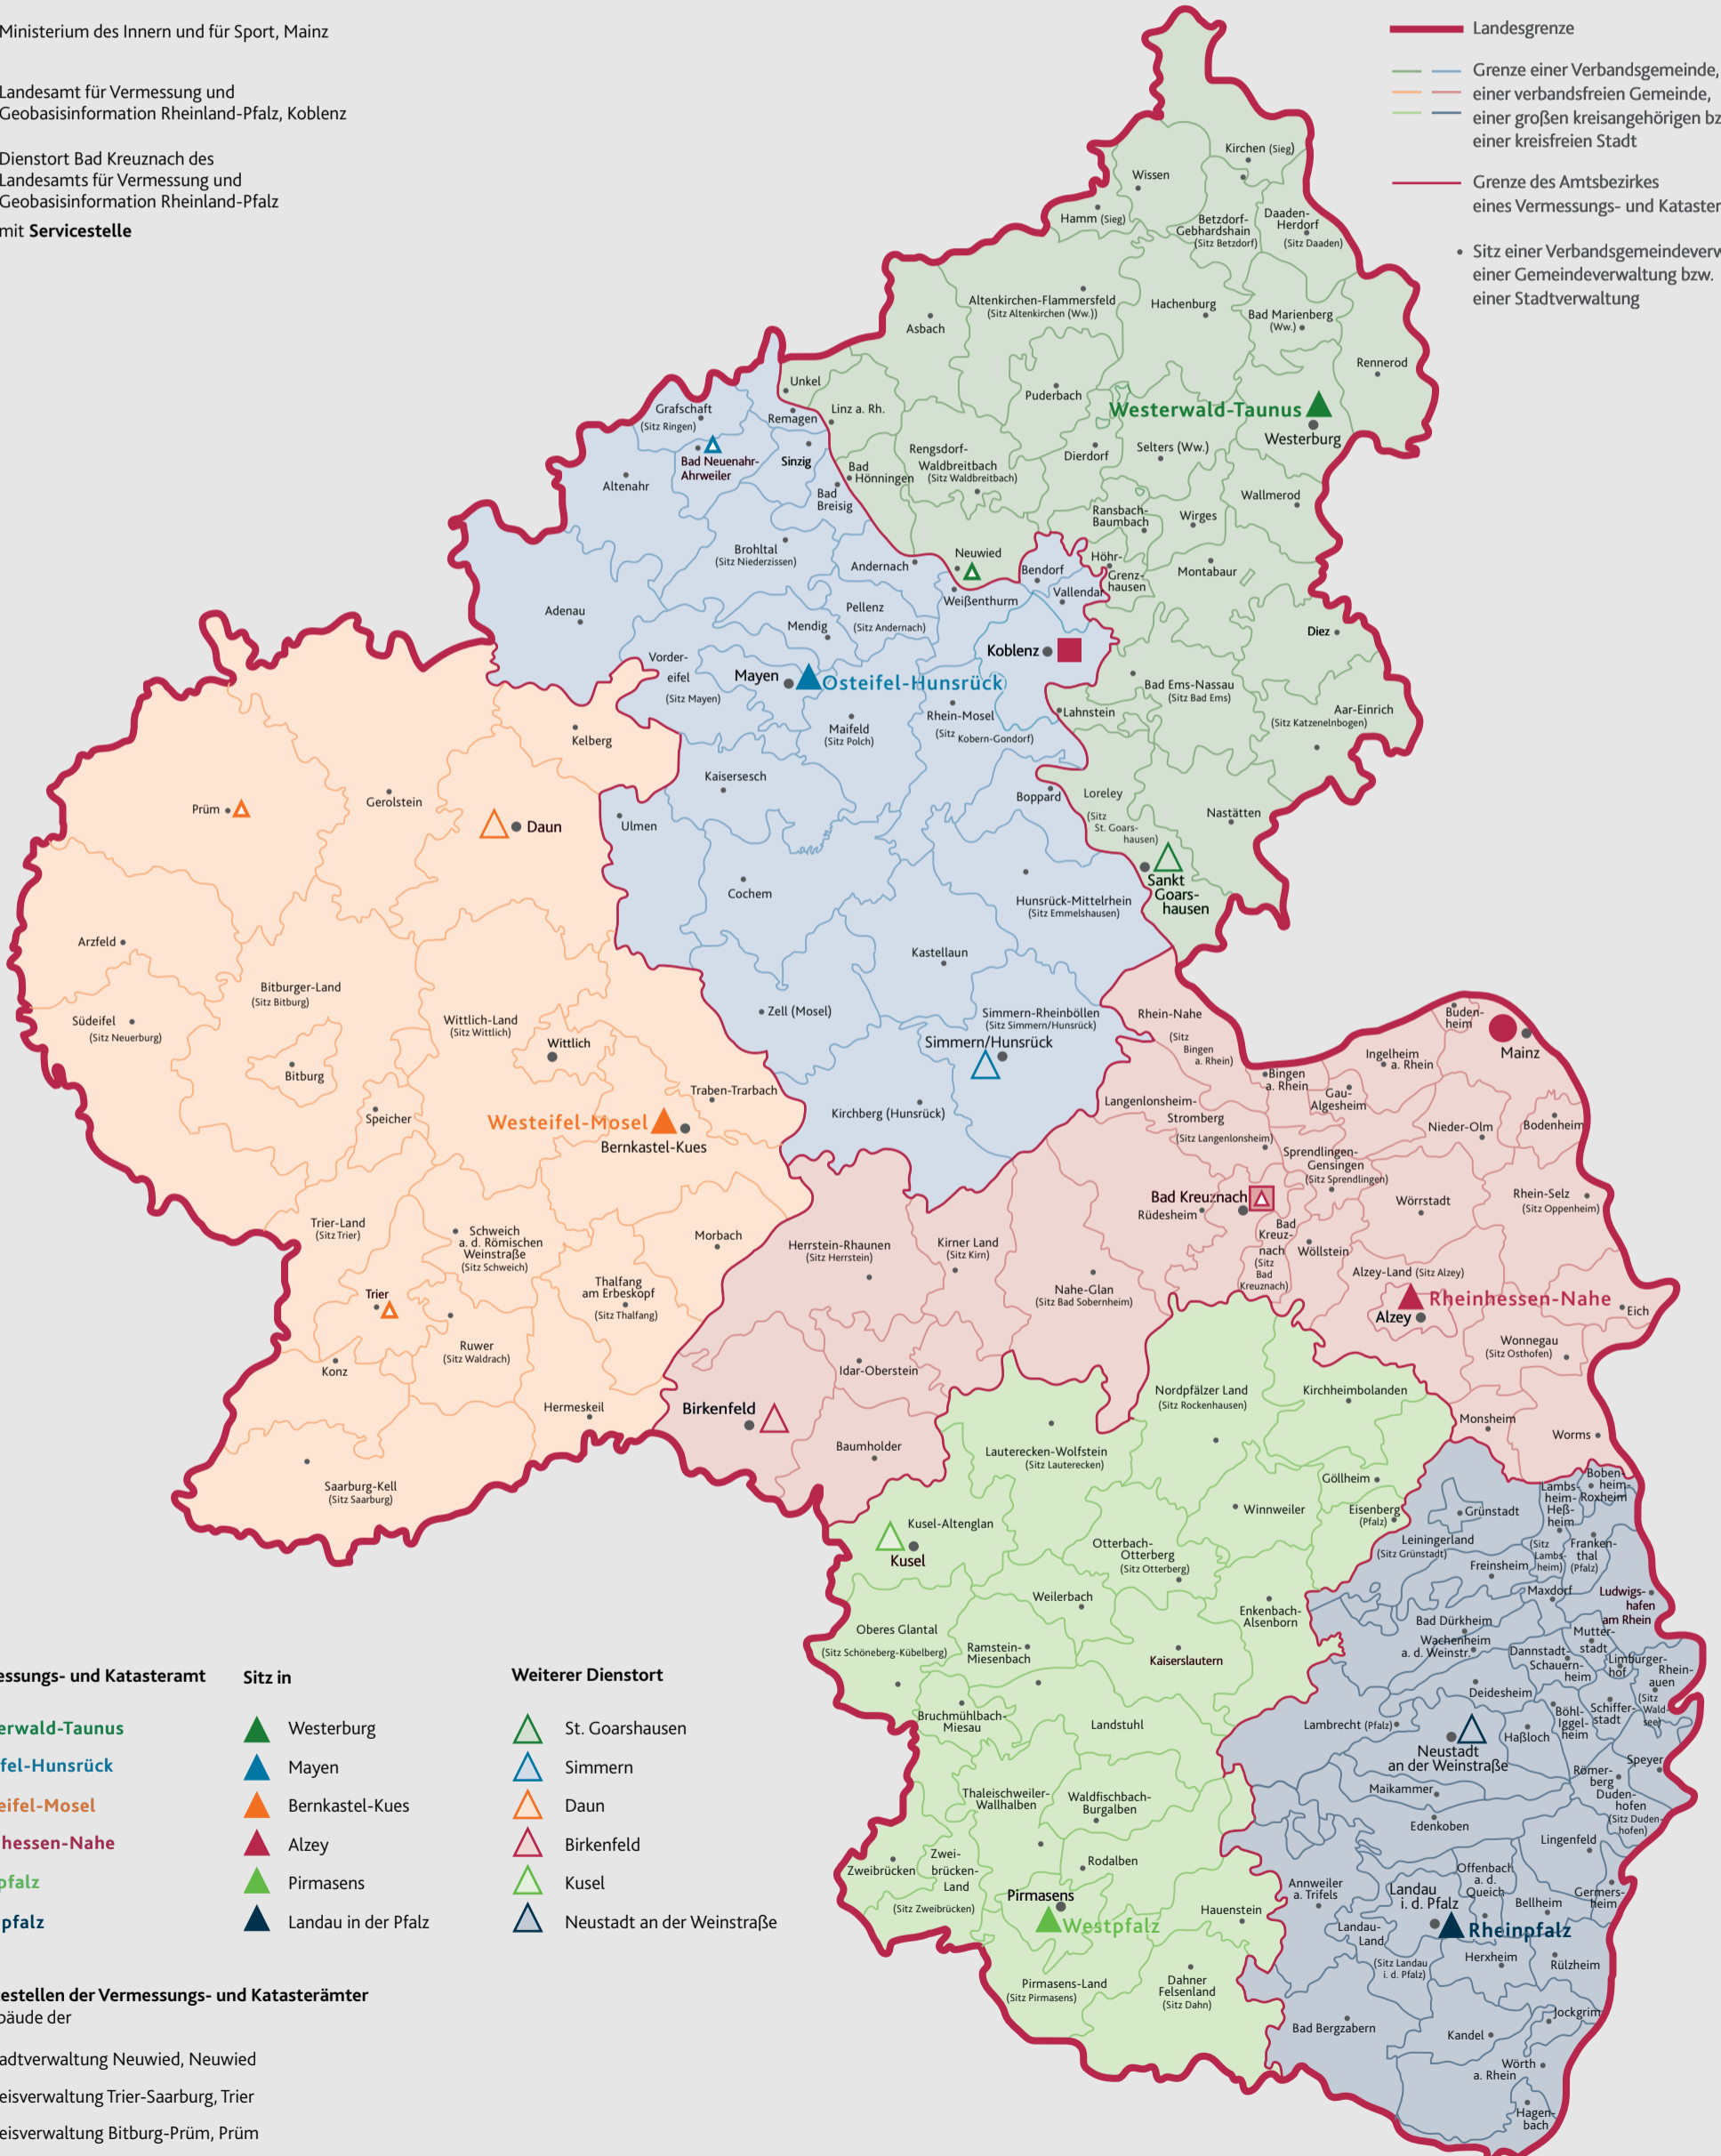 Ministerium des Innern und für Sport, Mainz
Landesamt für Vermessung und
Geobasisinformation Rheinland-Pfalz, Koblenz
Dienstort Bad Kreuznach des
Landesamts für Vermessung und
Geobasisinformation Rheinland-Pfalz
mit Servicestelle
Landesgrenze
Grenze einer Verbandsgemeinde,
einer verbandsfreien Gemeinde,
einer großen kreisangehörigen bz
einer kreisfreien Stadt
Grenze des Amtsbezirkes
eines Vermessungs- und Kataster
Sitz einer Verbandsgemeindeverw
einer Gemeindeverwaltung bzw.
einer Stadtverwaltung
Kirchen (Sieg)
Wissen
Hamm (Sieg)
Betzdorf-
Gebhardshain
(Sitz Betzdorf)
Daaden-
Herdorf
(Sitz Daaden)
Altenkirchen-Flammersfeld
(Sitz Altenkirchen (Ww.))
Hachenburg
Bad Marienberg
(Ww.)
Asbach
Rennerod
Unkel
Puderbach
Westerwald-Taunus
Westerburg
Linz a. Rh.
Remagen
Grafschaft
(Sitz Ringen)
Bad Neuenahr-
Ahrweiler
Sinzig
Altenahr
Bad
Hönningen
Bad
Breisig
Rengsdorf-
Waldbreitbach
(Sitz Waldbreitbach)
Dierdorf
Selters (Ww.)
Wallmerod
Ransbach-
Baumbach
Wirges
Brohltal
(Sitz Niederzissen)
Andernach
Neuwied
Bendorf
Höhr-
Grenz-
hausen
Montabaur
Weißenthurm
Vallendar
Adenau
Pellenz
(Sitz Andernach)
Mendig
Diez
Koblenz
Vorder-
eifel
(Sitz Mayen)
Mayen
Osteifel-Hunsrück
Bad Ems-Nassau
(Sitz Bad Ems)
Maifeld
(Sitz Polch)
Rhein-Mosel
(Sitz
Kobern-Gondorf)
Lahnstein
Aar-Einrich
(Sitz Katzenelnbogen)
Kelberg
Kaisersesch
Boppard
Loreley
(Sitz
St. Goars-
hausen)
Nastätten
Prüm
Gerolstein
Daun
Ulmen
Sankt
Goars-
hausen
Cochem
Hunsrück-Mittelrhein
(Sitz Emmelshausen)
Arzfeld
Kastellaun
Bitburger-Land
(Sitz Bitburg)
Südeifel
(Sitz Neuerburg)
Wittlich-Land
(Sitz Wittlich)
Wittlich
Zell (Mosel)
Simmern-Rheinböllen
(Sitz Simmern/Hunsrück)
Simmern/Hunsrück
Rhein-Nahe
(Sitz
Bingen
a. Rhein)
Buden-
heim
Mainz
Ingelheim
a. Rhein
Bitburg
Bingen
a. Rhein
Gau-
Algesheim
Traben-Trarbach
Speicher
Westeifel-Mosel
Bernkastel-Kues
Kirchberg (Hunsrück)
Langenlonsheim-
Stromberg
(Sitz Langenlonsheim)
Nieder-Olm
Bodenheim
Sprendlingen-
Gensingen
(Sitz Sprendlingen)
Bad Kreuznach
Rüdesheim
Wörrstadt
Rhein-Selz
(Sitz Oppenheim)
Bad
Kreuz-
nach
(Sitz
Bad
Kreuznach)
Wöllstein
Trier-Land
(Sitz Trier)
Schweich
a. d. Römischen
Weinstraße
(Sitz Schweich)
Morbach
Herrstein-Rhaunen
(Sitz Herrstein)
Kirner Land
(Sitz Kirn)
Alzey-Land (Sitz Alzey)
Nahe-Glan
(Sitz Bad Sobernheim)
Rheinhessen-Nahe
Alzey
Eich
Trier
Thalfang
am Erbeskopf
(Sitz Thalfang)
Ruwer
(Sitz Waldrach)
Wonnegau
(Sitz Osthofen)
Konz
Idar-Oberstein
Birkenfeld
Hermeskeil
Nordpfälzer Land
(Sitz Rockenhausen)
Kirchheimbolanden
Monsheim
Worms
Baumholder
Lauterecken-Wolfstein
(Sitz Lauterecken)
Göllheim
Saarburg-Kell
(Sitz Saarburg)
Boben-
heim-
Roxheim
Lambs-
heim-
Heß-
heim
(Sitz
Lambs-
heim)
Winnweiler
Eisenberg
(Pfalz)
Grünstadt
Kusel-Altenglan
Kusel
Leiningerland
(Sitz Grünstadt)
Franken-
thal
(Pfalz)
Otterbach-
Otterberg
(Sitz Otterberg)
Freinsheim
Weilerbach
Maxdorf
Ludwigs-
hafen
am Rhein
Enkenbach-
Alsenborn
Bad Dürkheim
Oberes Glantal
(Sitz Schöneberg-Kübelberg)
Ramstein-
Miesenbach
Kaiserslautern
Wachenheim
a. d. Weinstr.
Mutter-
stadt
Dannstadt-
Schauern-
heim
Limburger-
hof
Rhein-
auen
(Sitz
Wald-
see)
Deidesheim
Bruchmühlbach-
Miesau
Landstuhl
Lambrecht (Pfalz)
Haßloch
Böhl-
Iggel-
heim
Schiffer-
stadt
Neustadt
an der Weinstraße
Speyer
Römer-
berg
Duden-
hofen
(Sitz Duden-
hofen)
Maikammer
Edenkoben
Lingenfeld
Thaleischweiler-
Wallhalben
Waldfischbach-
Burgalben
Zweibrücken
Zwei-
brücken-
Land
(Sitz Zweibrücken)
Rodalben
Pirmasens
Westpfalz
Hauenstein
Annweiler
a. Trifels
Landau
i. d. Pfalz
Offenbach
a. d.
Queich
Bellheim
Germers-
heim
Rheinpfalz
Landau-
Land
(Sitz Landau
i. d. Pfalz)
Herxheim
Rülzheim
Pirmasens-Land
(Sitz Pirmasens)
Dahner
Felsenland
(Sitz Dahn)
Bad Bergzabern
Kandel
Jockgrim
Wörth
a. Rhein
Hagen-
bach
essungs- und Katasteramt
Sitz in
Weiterer Dienstort
erwald-Taunus
Westerburg
St. Goarshausen
fel-Hunsrück
Mayen
Simmern
eifel-Mosel
Bernkastel-Kues
Daun
hessen-Nahe
Alzey
Birkenfeld
pfalz
Pirmasens
Kusel
pfalz
Landau in der Pfalz
Neustadt an der Weinstraße
estellen der Vermessungs- und Katasterämter
bäude der
adtverwaltung Neuwied, Neuwied
eisverwaltung Trier-Saarburg, Trier
eisverwaltung Bitburg-Prüm, Prüm